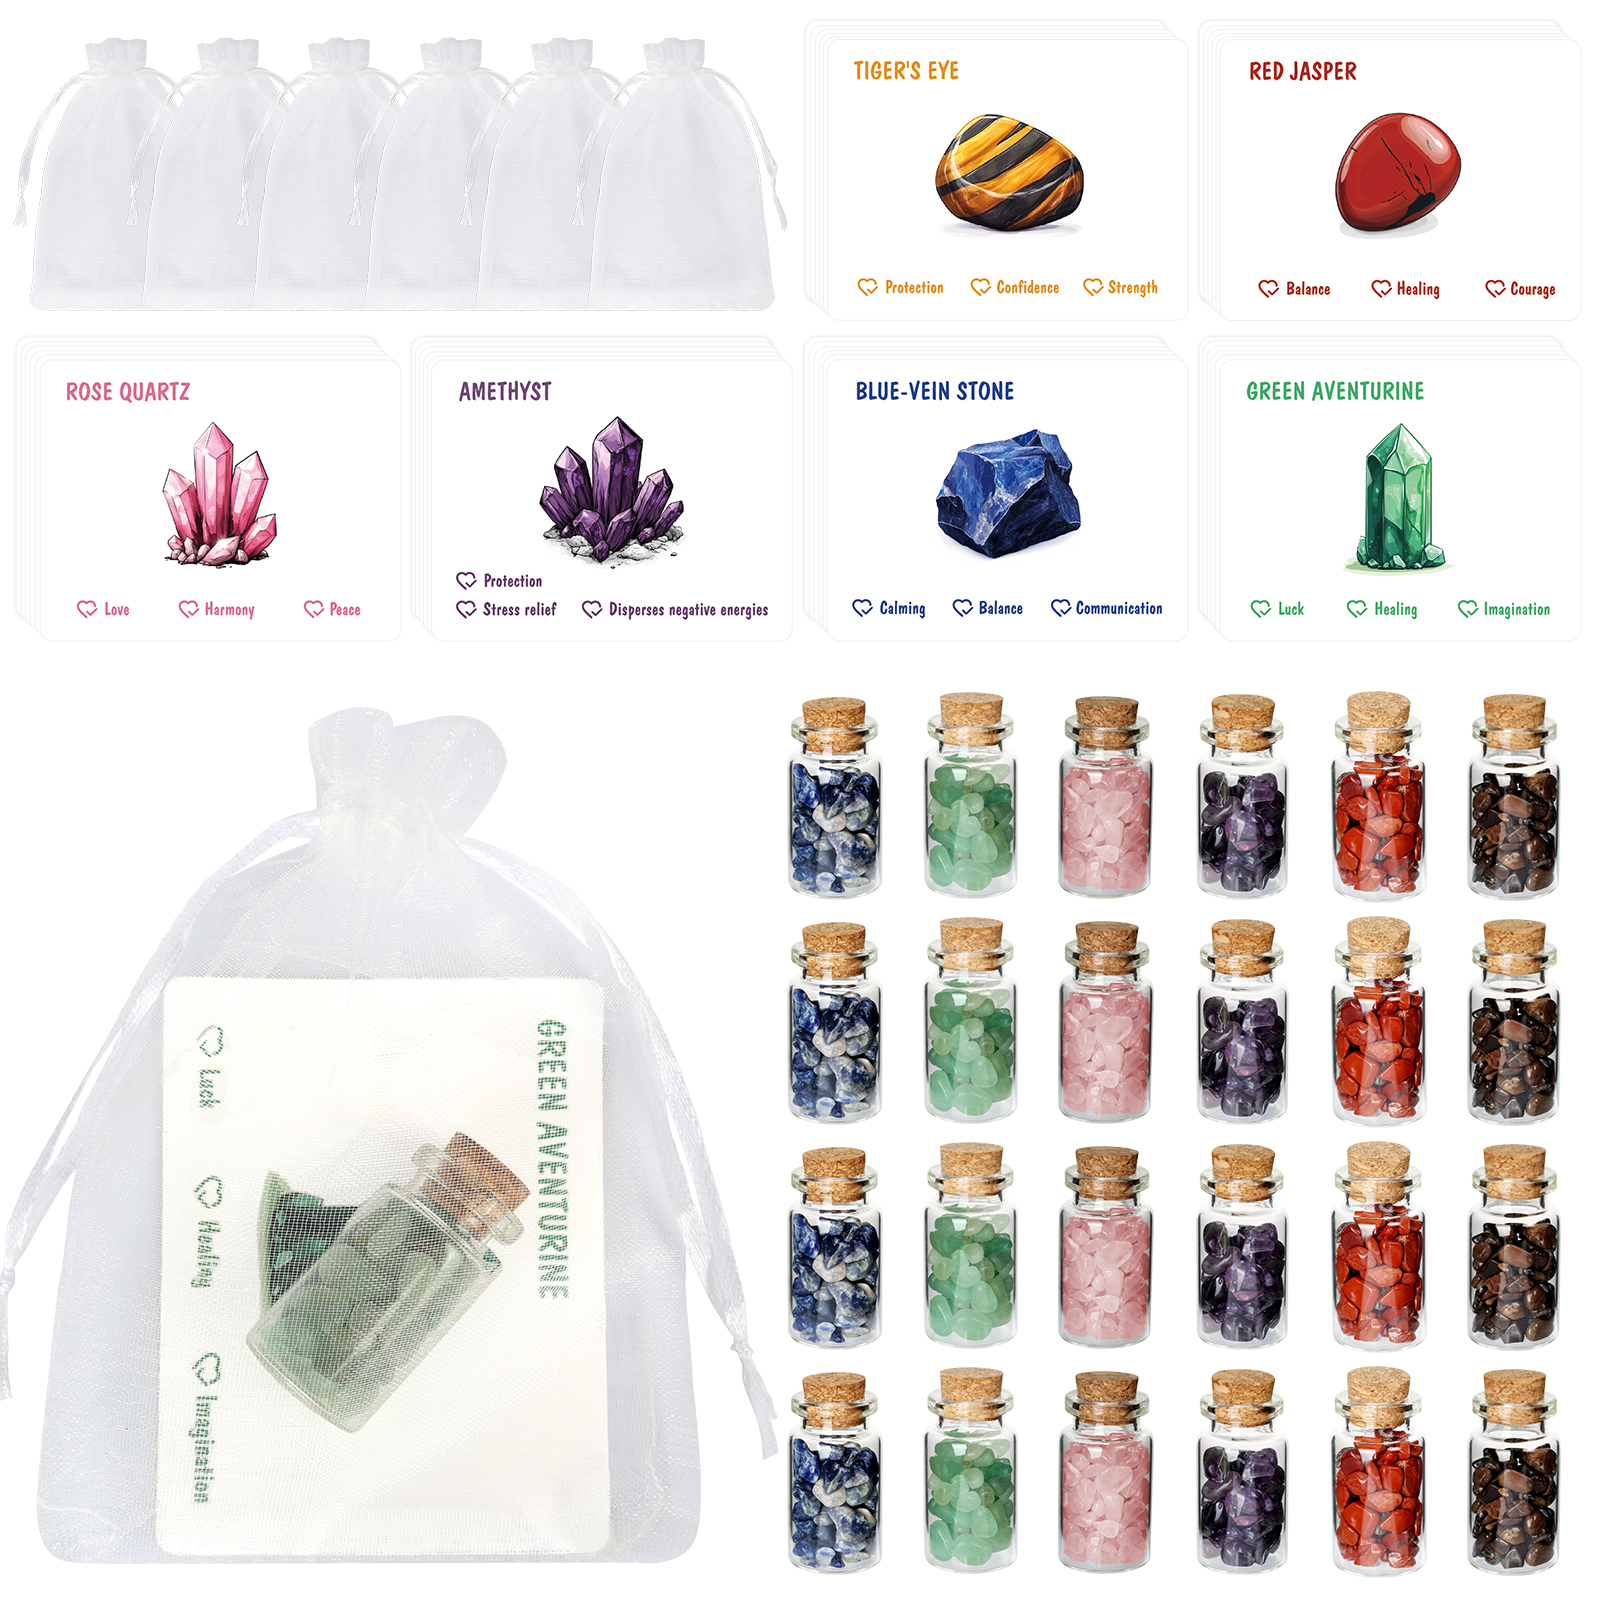 TIGER'S EYE
Protection Confidence Strength
RED JASPER
Balance Healing Courage
ROSE QUARTZ
Love Harmony Peace
AMETHYST
Protection
Stress relief Disperses negative energies
BLUE-VEIN STONE
Calming Balance Communication
GREEN AVENTURINE
Luck Healing Imagination
GREEN AVENTURINE
Luck Healing Imagination